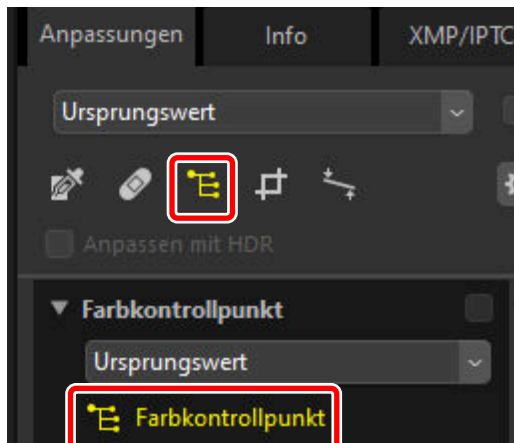 Anpassungen Info XMP/IPTC
Ursprungswert
Anpassen mit HDR
Farbkontrollpunkt
Ursprungswert
Farbkontrollpunkt